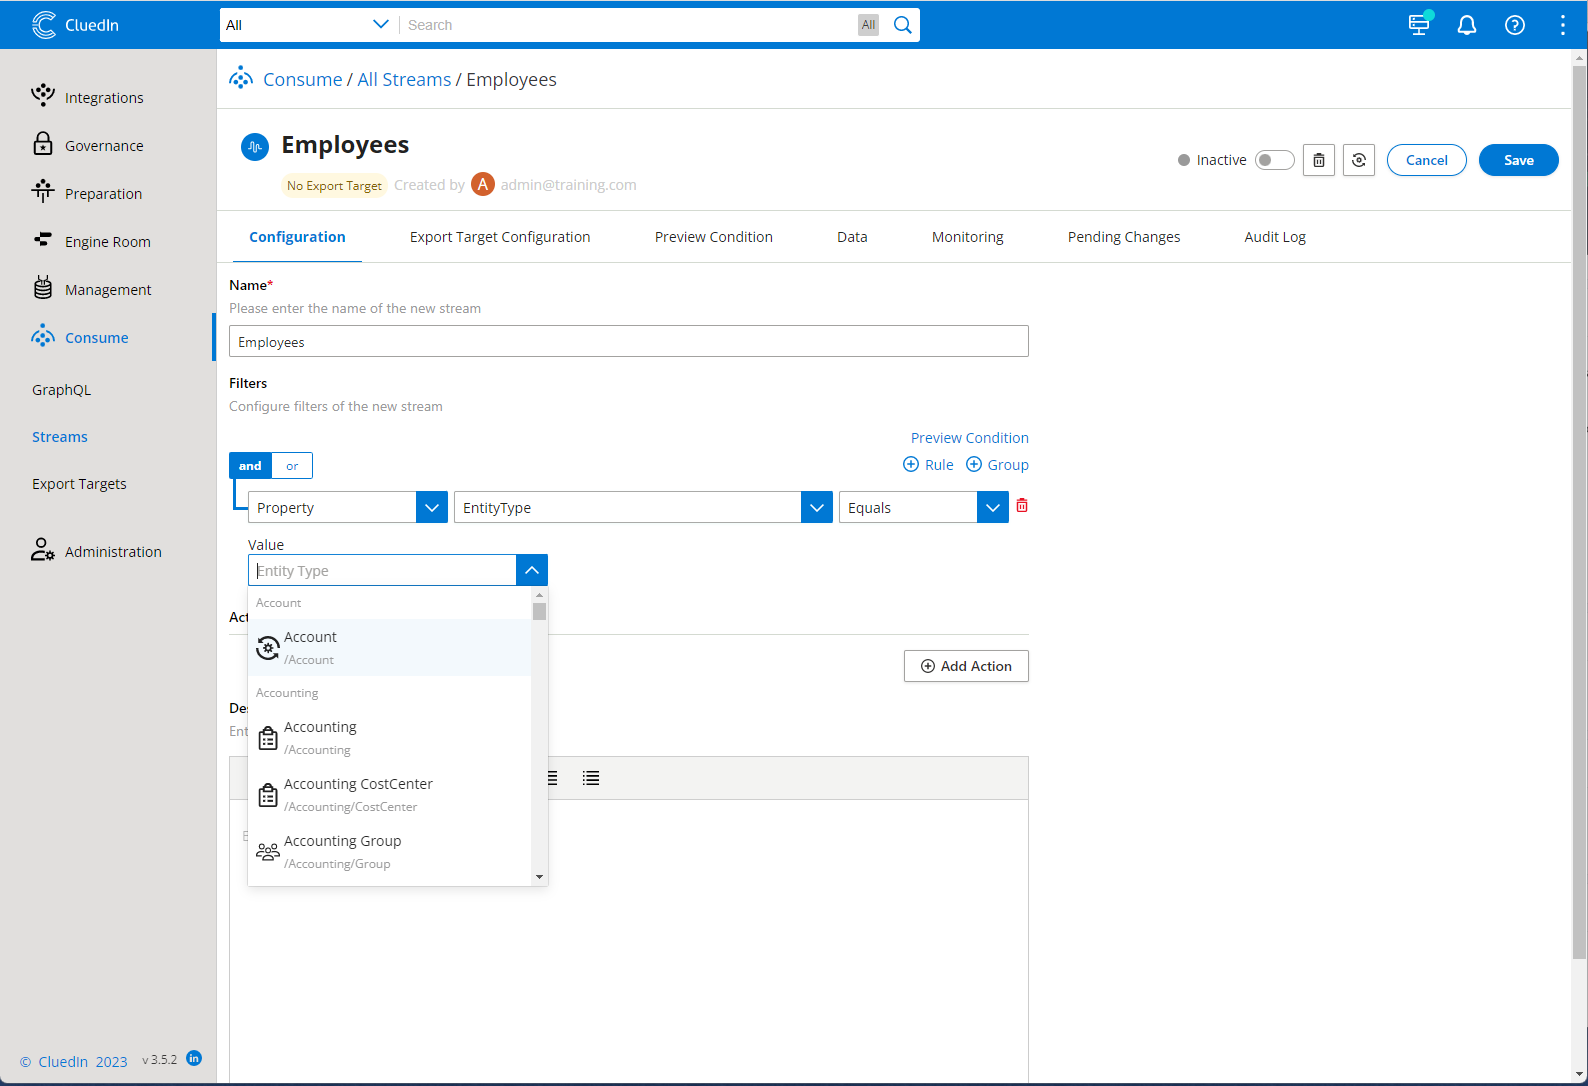 CluedIn
All
Search
All
Integrations
Governance
Preparation
Engine Room
Management
Consume
GraphQL
Streams
Export Targets
Administration
© CluedIn 2023 v 3.5.2 in
Consume / All Streams / Employees
Employees
No Export Target Created by A admin@training.com
Inactive
Cancel
Save
Configuration
Export Target Configuration
Preview Condition
Data
Monitoring
Pending Changes
Audit Log
Name*
Please enter the name of the new stream
Employees
Filters
Configure filters of the new stream
Preview Condition
and or
Rule Group
Property
EntityType
Equals
Value
Entity Type
Account
Account
/Account
Accounting
Accounting
/Accounting
Accounting CostCenter
/Accounting/CostCenter
Accounting Group
/Accounting/Group
Act
Add Action
Des
Ent